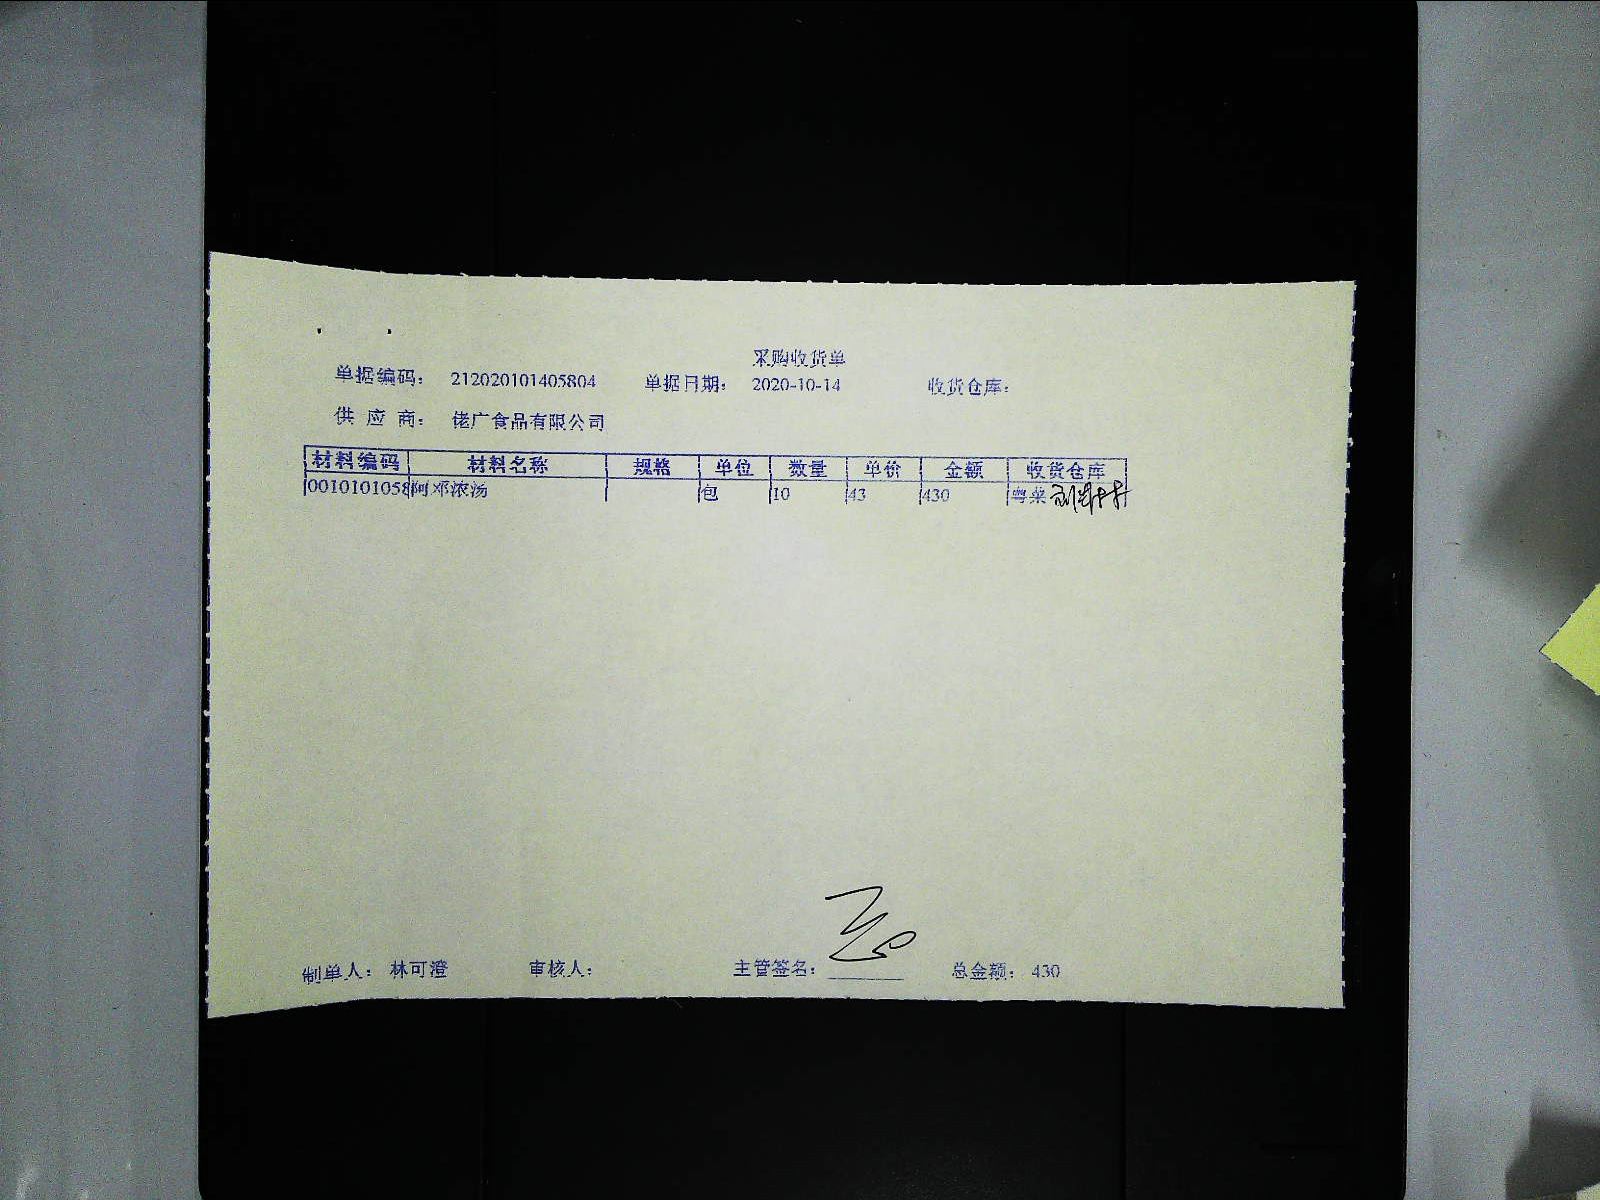 采购收货单
单据编码： 212020101405804 单据日期： 2020-10-14 收货仓库：
供 应 商： 佬广食品有限公司
材料编码 材料名称 规格 单位 数量 单价 金额 收货仓库
0010101058 阿邓浓汤 包 10 43 430 粤菜
制单人： 林可澄 审核人： 主管签名： 总金额： 430